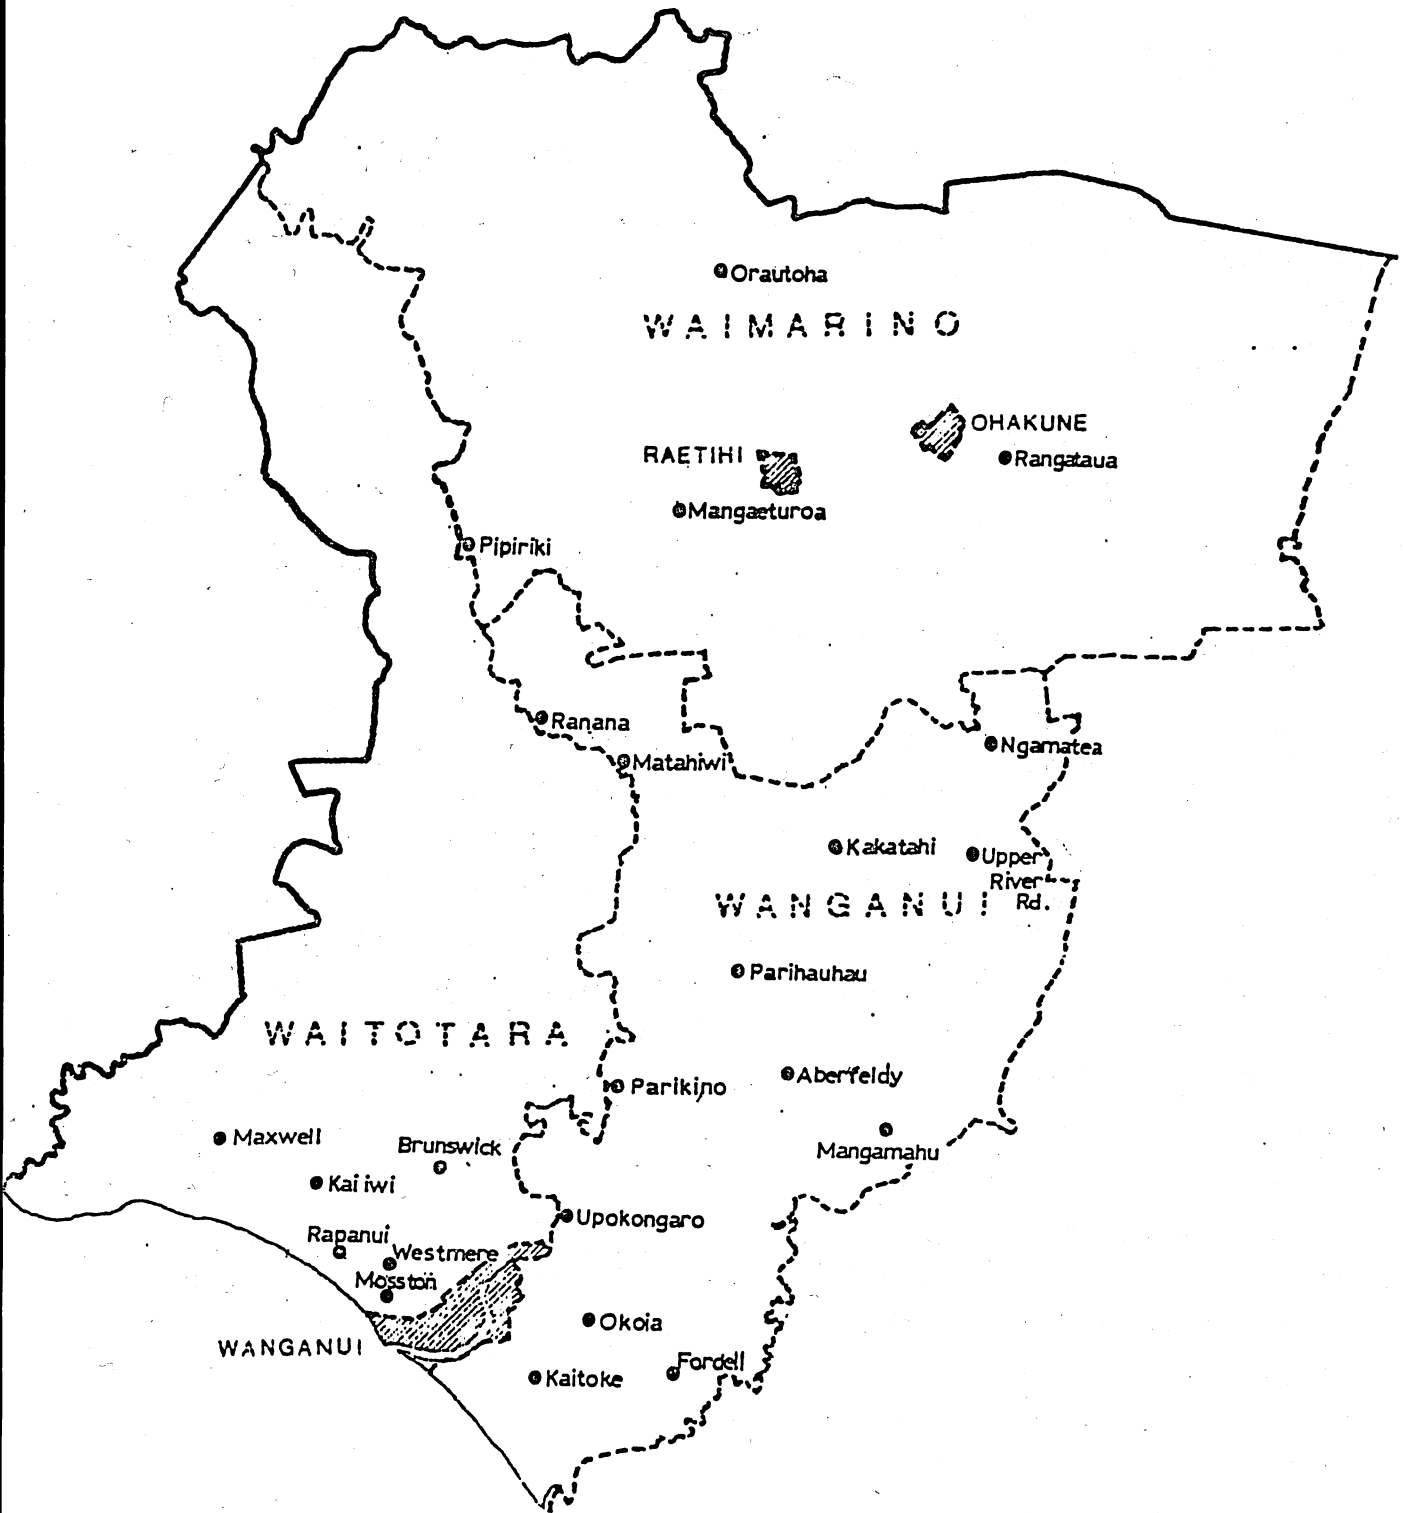 Orautoha
WAIMARINO
OHAKUNE
RAETIHI
Rangataua
Mangaeturoa
Pipiriki
Ranana
Ngamatea
Matahiwi
Kakatahi
Upper
River
Rd.
WANGANUI
Parihauhau
WAITOTARA
Aberfeldy
Parikino
Maxwell
Brunswick
Mangamahu
Kai iwi
Upokongaro
Rapanui
Westmere
Mosston
Okoia
WANGANUI
Fordell
Kaitoke